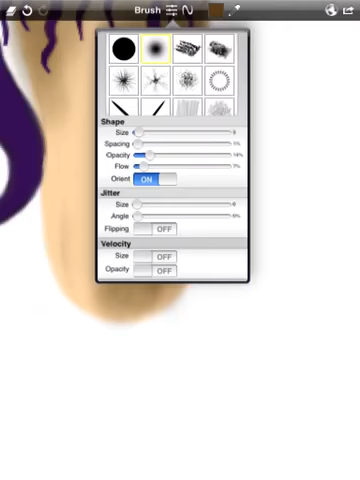 Brush
Shape
Size
Spacing
Opacity
Flow
Orient ON
Jitter
Size
Angle
Flipping OFF
Velocity
Size OFF
Opacity OFF